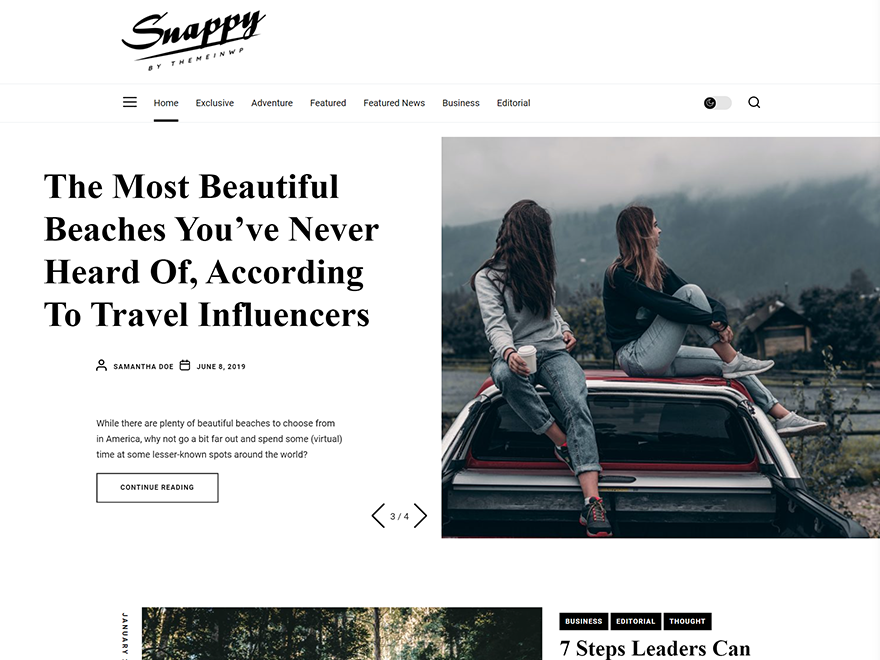 Snappy
BY THEMEINWP
Home Exclusive Adventure Featured Featured News Business Editorial
The Most Beautiful
Beaches You’ve Never
Heard Of, According
To Travel Influencers
SAMANTHA DOE JUNE 8, 2019
While there are plenty of beautiful beaches to choose from
in America, why not go a bit far out and spend some (virtual)
time at some lesser-known spots around the world?
CONTINUE READING
3 / 4
JANUARY
BUSINESS EDITORIAL THOUGHT
7 Steps Leaders Can